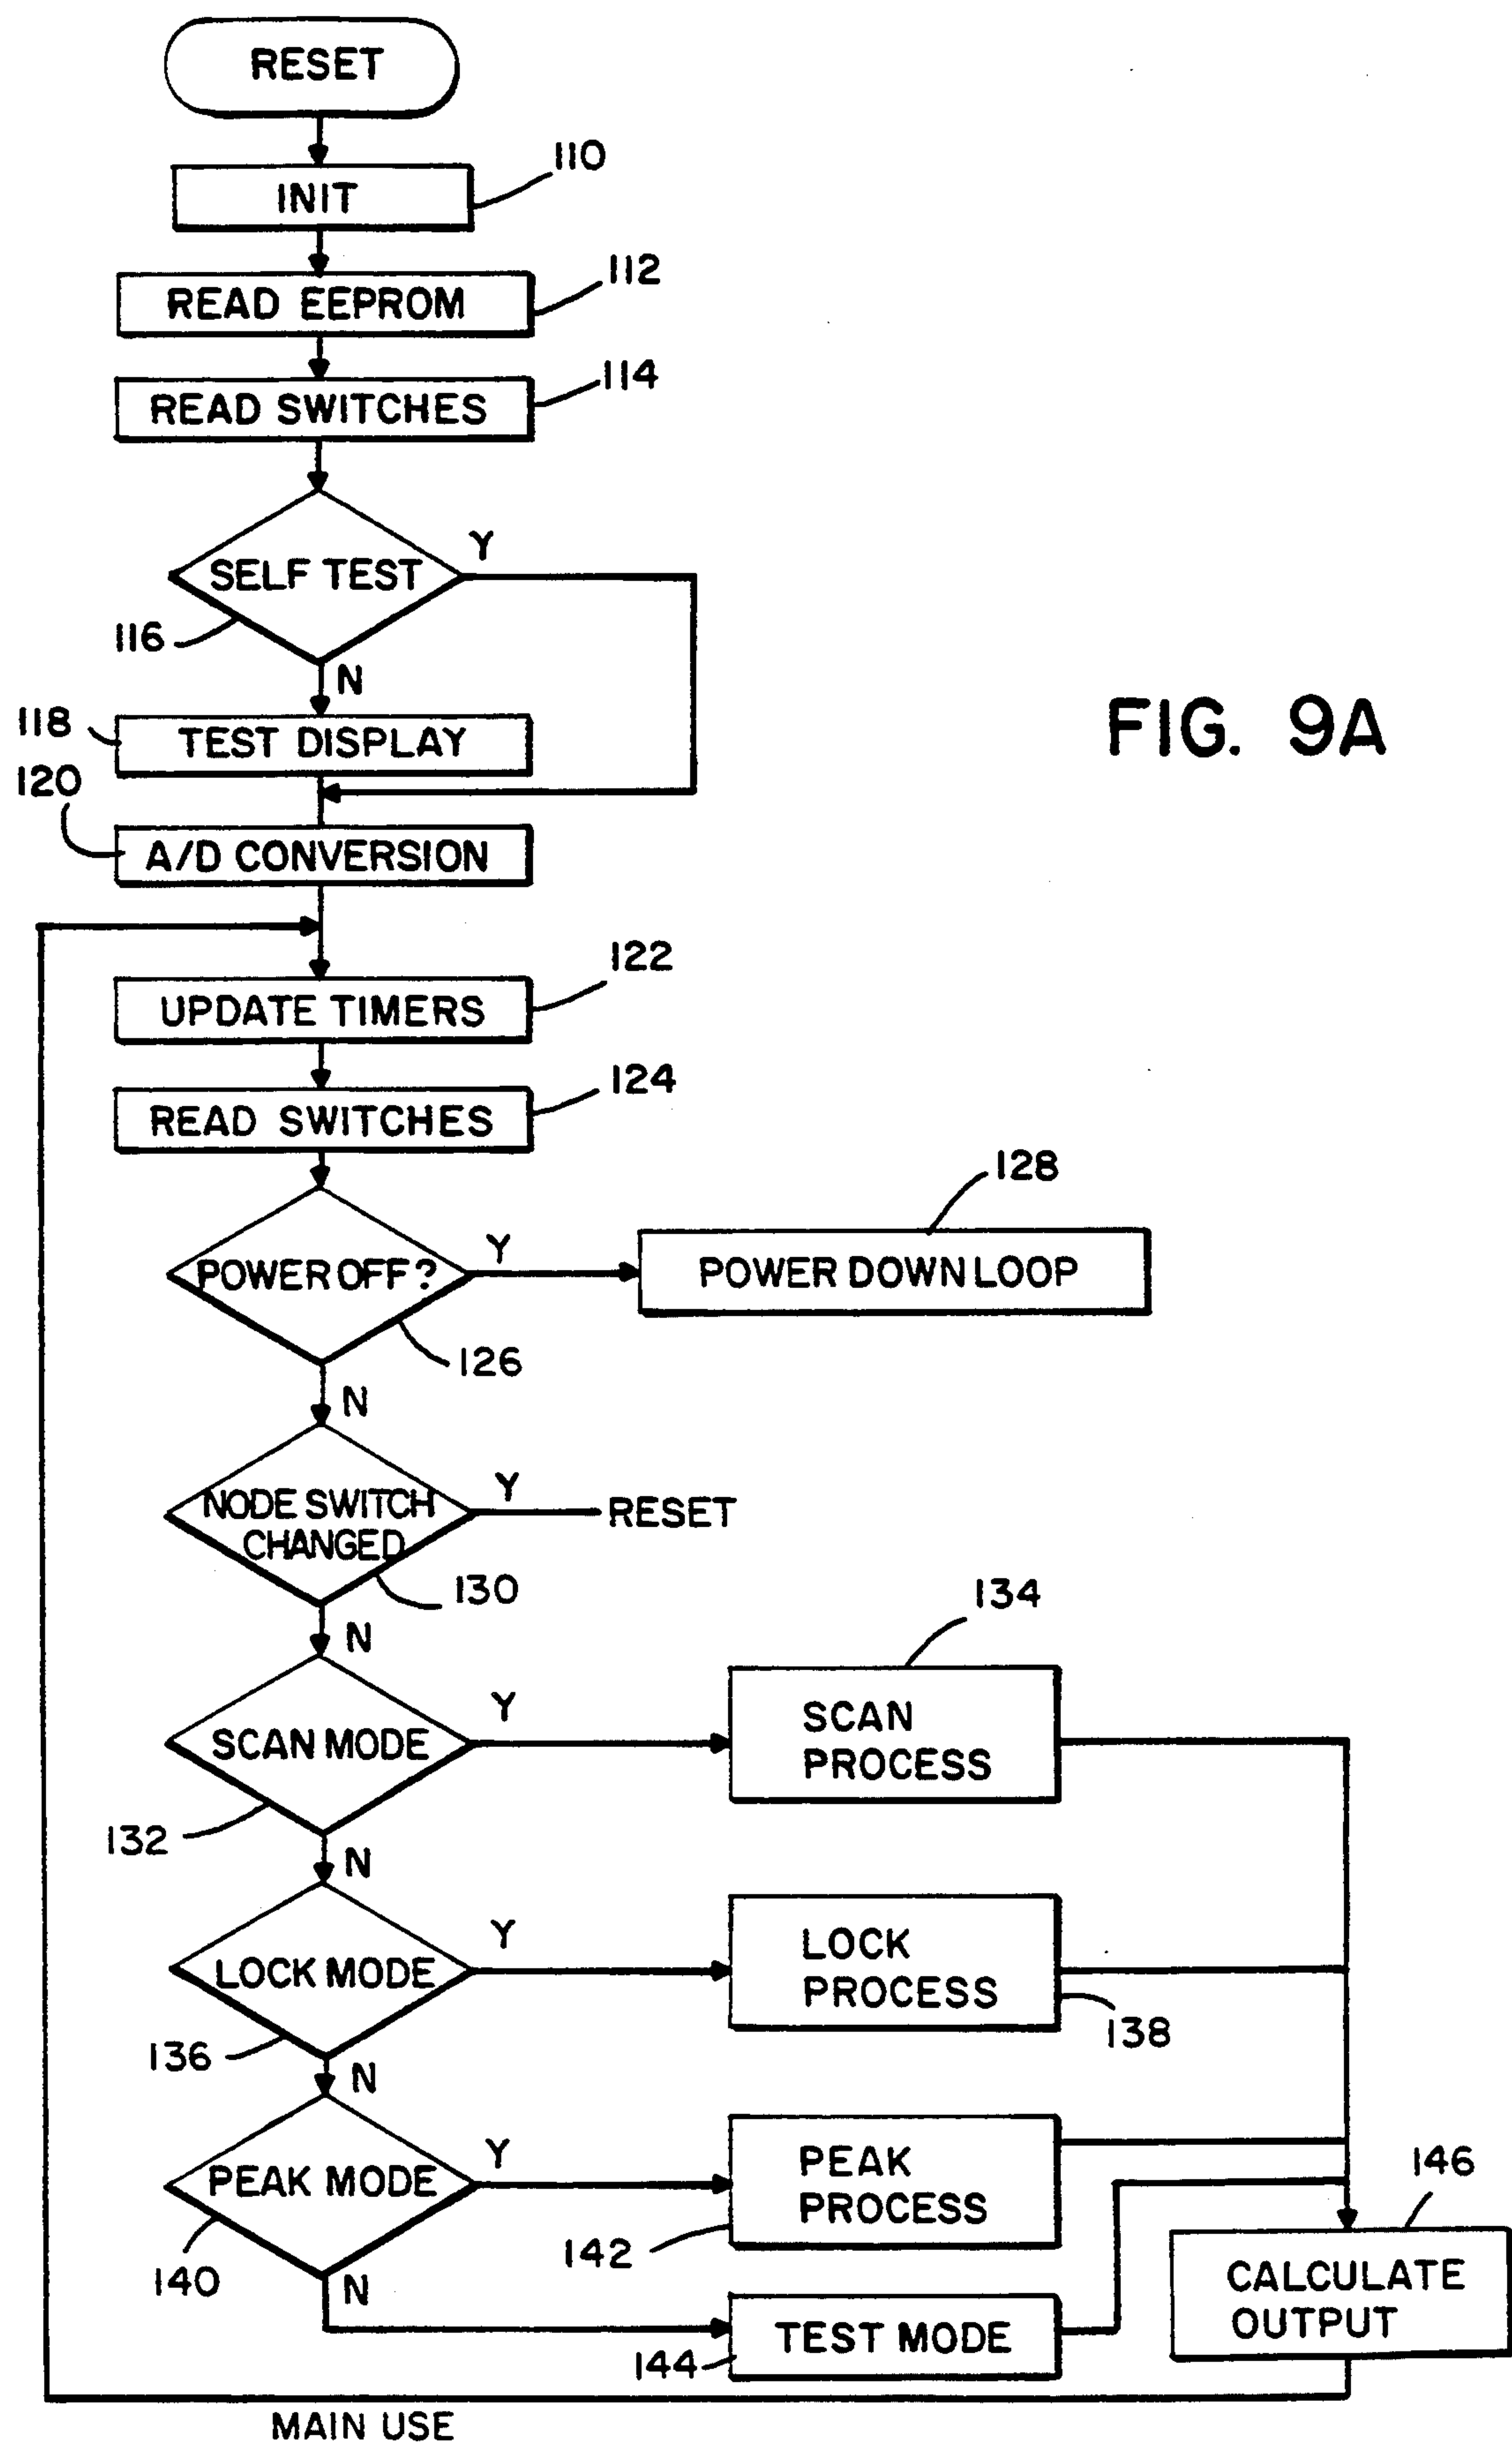 RESET
110
INIT
112
READ EEPROM
114
READ SWITCHES
Y
SELF TEST
116
N
118
TEST DISPLAY
FIG. 9A
120
A/D CONVERSION
122
UPDATE TIMERS
124
READ SWITCHES
128
Y
POWER OFF?
POWER DOWN LOOP
126
N
Y
NODE SWITCH
CHANGED
RESET
130
N
134
Y
SCAN MODE
SCAN
PROCESS
132
N
Y
LOCK MODE
LOCK
PROCESS
138
136
N
Y
PEAK MODE
PEAK
PROCESS
146
142
140
N
CALCULATE
OUTPUT
TEST MODE
144
MAIN USE